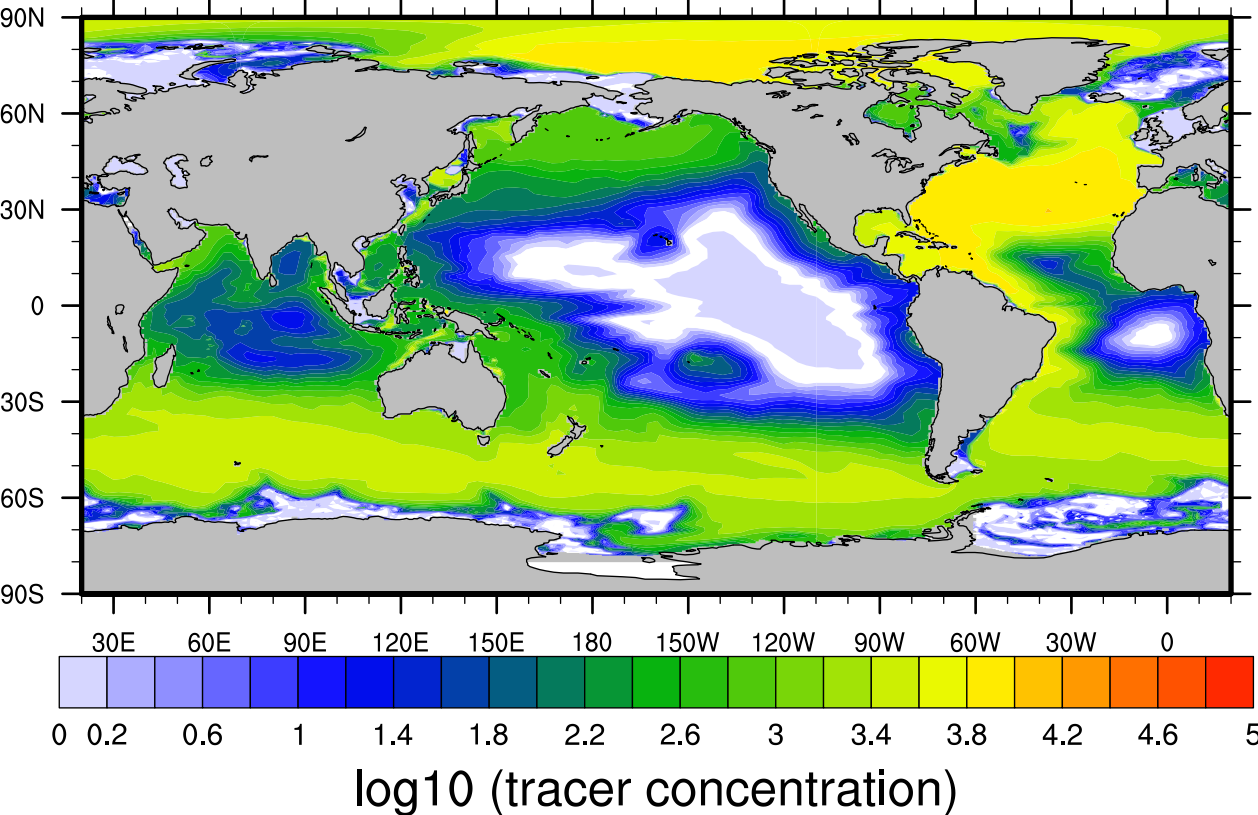 90N
60N
30N
0
30S
60S
90S
30E 60E 90E 120E 150E 180 150W 120W 90W 60W 30W 0
0 0.2 0.6 1 1.4 1.8 2.2 2.6 3 3.4 3.8 4.2 4.6 5
log10 (tracer concentration)